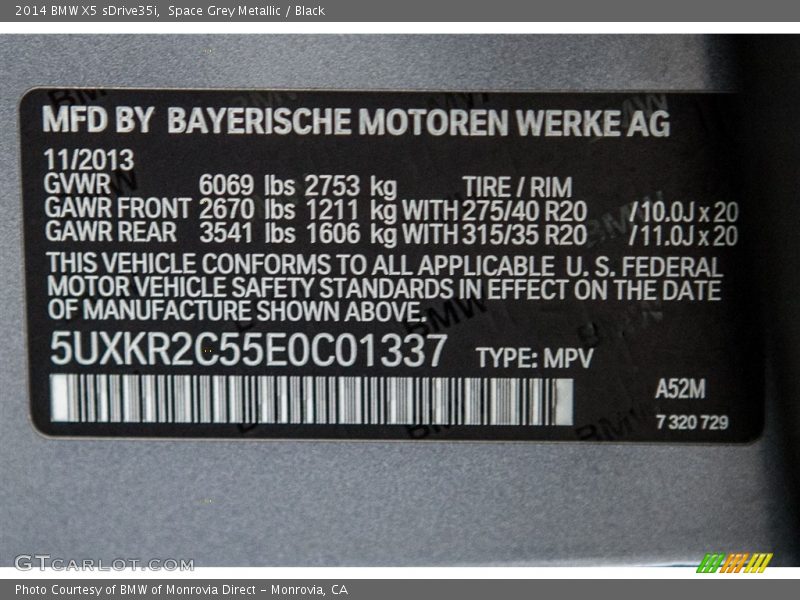 2014 BMW X5 sDrive35i, Space Grey Metallic / Black
MFD BY BAYERISCHE MOTOREN WERKE AG
11/2013
GVWR 6069 lbs 2753 kg TIRE / RIM
GAWR FRONT 2670 lbs 1211 kg WITH 275/40 R20 /10.0J x 20
GAWR REAR 3541 lbs 1606 kg WITH 315/35 R20 /11.0J x 20
THIS VEHICLE CONFORMS TO ALL APPLICABLE U. S. FEDERAL
MOTOR VEHICLE SAFETY STANDARDS IN EFFECT ON THE DATE
OF MANUFACTURE SHOWN ABOVE.
5UXKR2C55E0C01337 TYPE: MPV
A52M
7 320 729
GTCARLOT.COM
Photo Courtesy of BMW of Monrovia Direct - Monrovia, CA